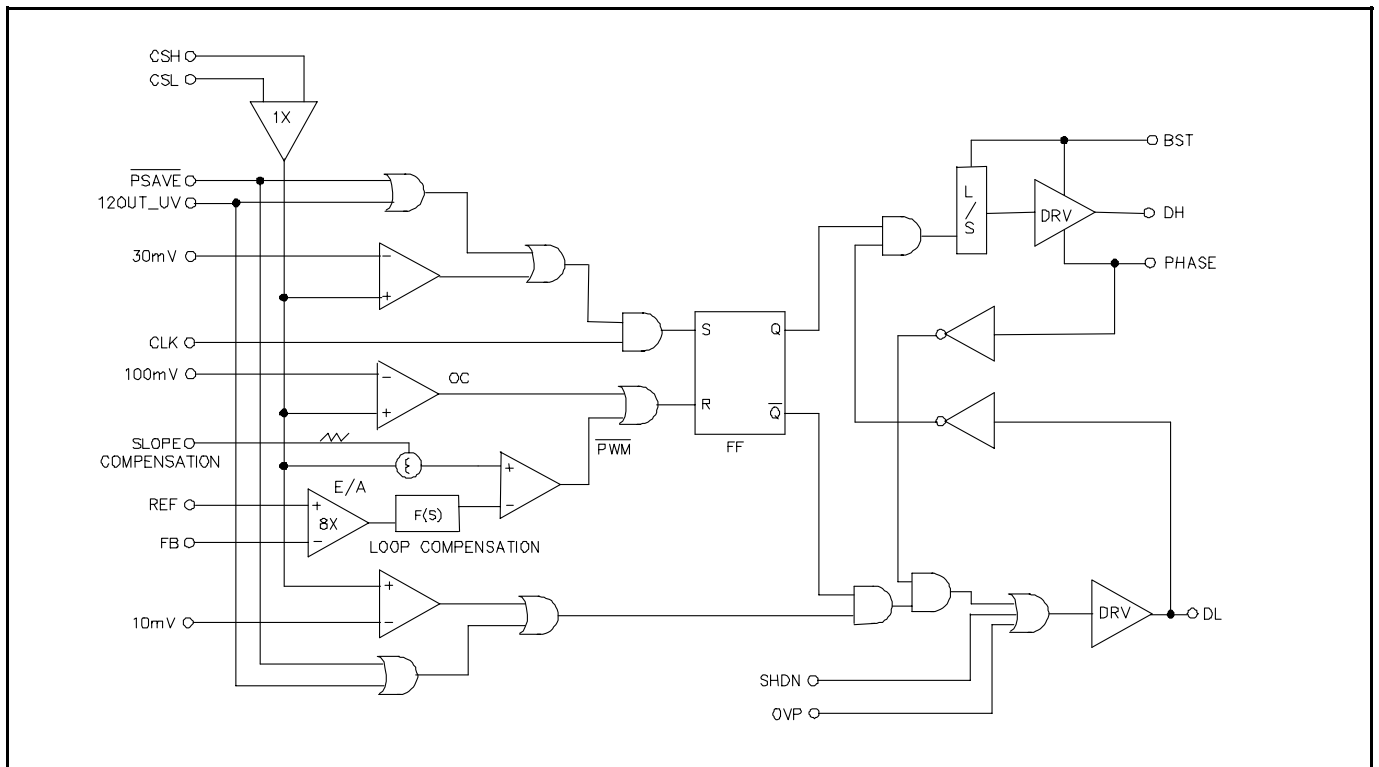 CSH
CSL
1X
PSAVE
12OUT_UV
30mV
CLK
100mV
OC
SLOPE
COMPENSATION
PWM
E/A
REF
8X
F(S)
FB
LOOP COMPENSATION
10mV
+
-
S
Q
R
Q
FF
L
/
S
DRV
BST
DH
PHASE
DRV
DL
SHDN
OVP